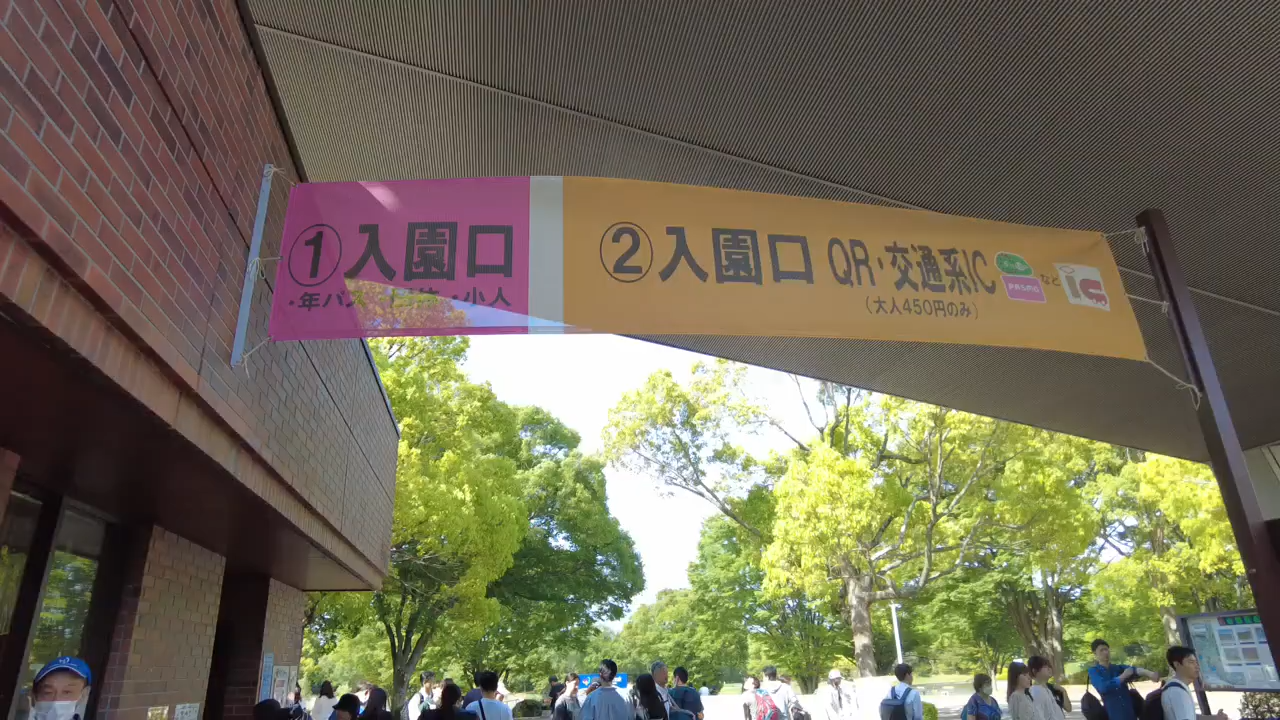 ①入園口
・年パス
・小人
②入園口 QR・交通系IC
など
（大人450円のみ）